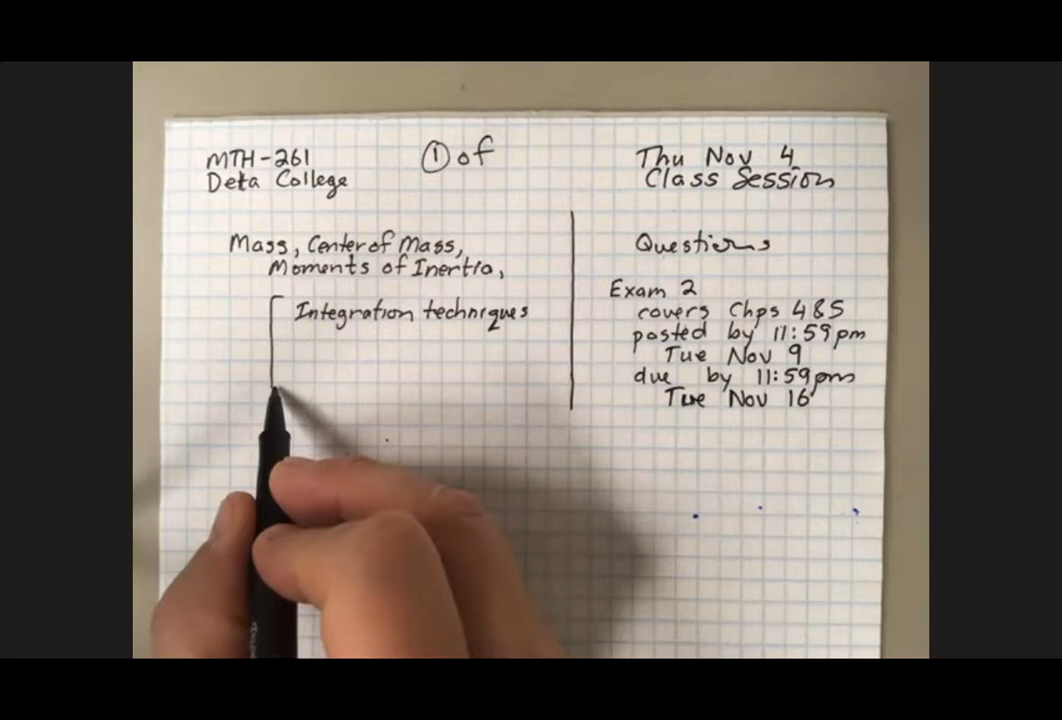 MTH-261
Deta College
① of
Thu Nov 4
Class Session
Mass, Center of Mass,
Moments of Inertia,
Integration techniques
Questions
Exam 2
covers Chps 4&5
posted by 11:59pm
Tue Nov 9
due by 11:59pm
Tue Nov 16